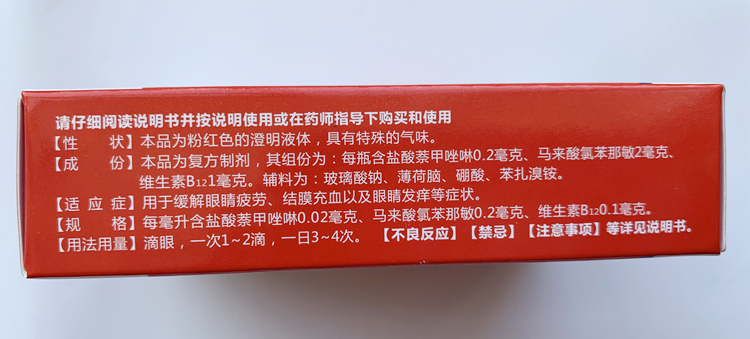 请仔细阅读说明书并按说明使用或在药师指导下购买和使用
【性 状】本品为粉红色的澄明液体，具有特殊的气味。
【成 份】本品为复方制剂，其组份为：每瓶含盐酸萘甲唑啉0.2毫克、马来酸氯苯那敏2毫克、
维生素B₁₂1毫克。辅料为：玻璃酸钠、薄荷脑、硼酸、苯扎溴铵。
【适 应 症】用于缓解眼睛疲劳、结膜充血以及眼睛发痒等症状。
【规 格】每毫升含盐酸萘甲唑啉0.02毫克、马来酸氯苯那敏0.2毫克、维生素B₁₂0.1毫克。
【用法用量】滴眼，一次1~2滴，一日3~4次。【不良反应】【禁忌】【注意事项】等详见说明书。